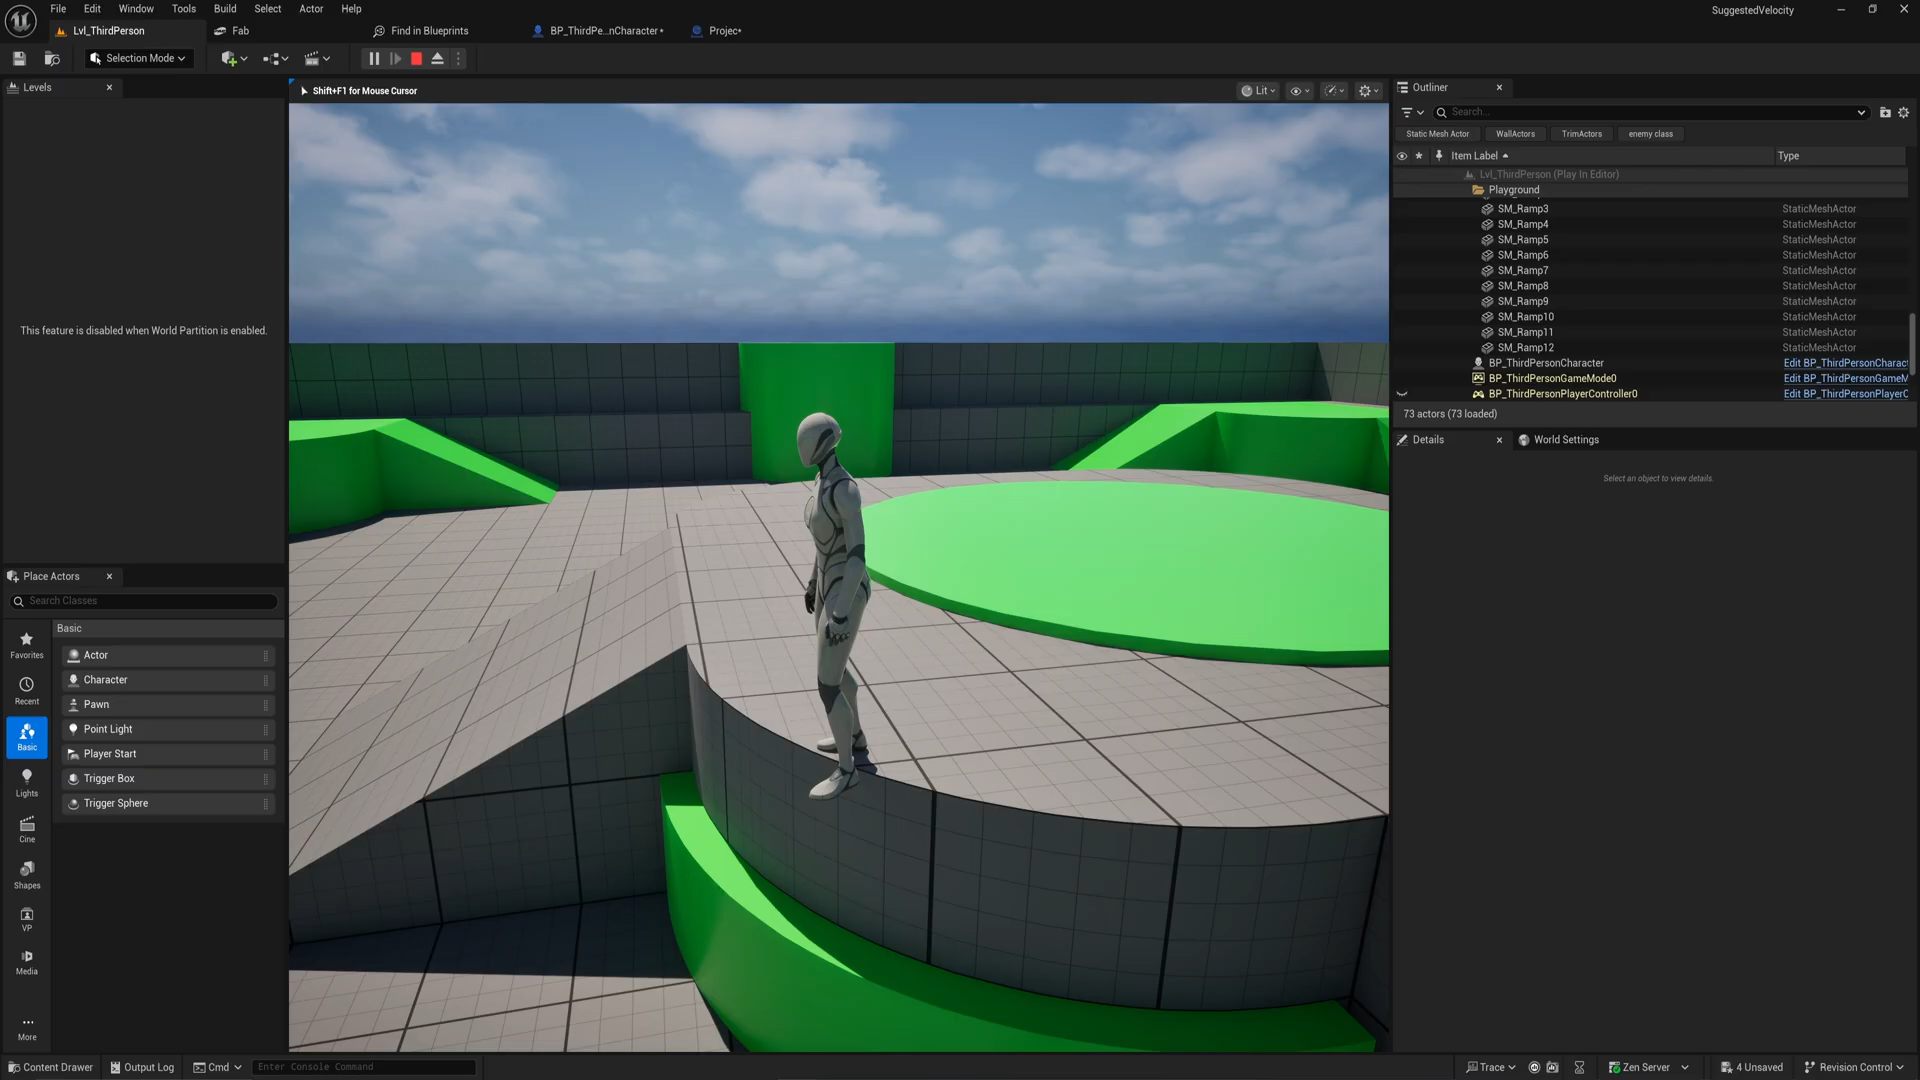 File Edit Window Tools Build Select Actor Help
SuggestedVelocity
Lvl_ThirdPerson
Fab
Find in Blueprints
BP_ThirdPe...nCharacter*
Projec*
Selection Mode
Levels
Shift+F1 for Mouse Cursor
Lit
This feature is disabled when World Partition is enabled.
Place Actors
Search Classes
Favorites
Recent
Basic
Lights
Cine
Shapes
VP
Media
More
Basic
Actor
Character
Pawn
Point Light
Player Start
Trigger Box
Trigger Sphere
Outliner
Search...
Static Mesh Actor
WallActors
TrimActors
enemy class
Item Label
Type
Lvl_ThirdPerson (Play In Editor)
Playground
SM_Ramp3 StaticMeshActor
SM_Ramp4 StaticMeshActor
SM_Ramp5 StaticMeshActor
SM_Ramp6 StaticMeshActor
SM_Ramp7 StaticMeshActor
SM_Ramp8 StaticMeshActor
SM_Ramp9 StaticMeshActor
SM_Ramp10 StaticMeshActor
SM_Ramp11 StaticMeshActor
SM_Ramp12 StaticMeshActor
BP_ThirdPersonCharacter Edit BP_ThirdPersonCharac
BP_ThirdPersonGameMode0 Edit BP_ThirdPersonGameM
BP_ThirdPersonPlayerController0 Edit BP_ThirdPersonPlayerC
73 actors (73 loaded)
Details
World Settings
Select an object to view details.
Content Drawer
Output Log
Cmd
Enter Console Command
Trace
Zen Server
4 Unsaved
Revision Control